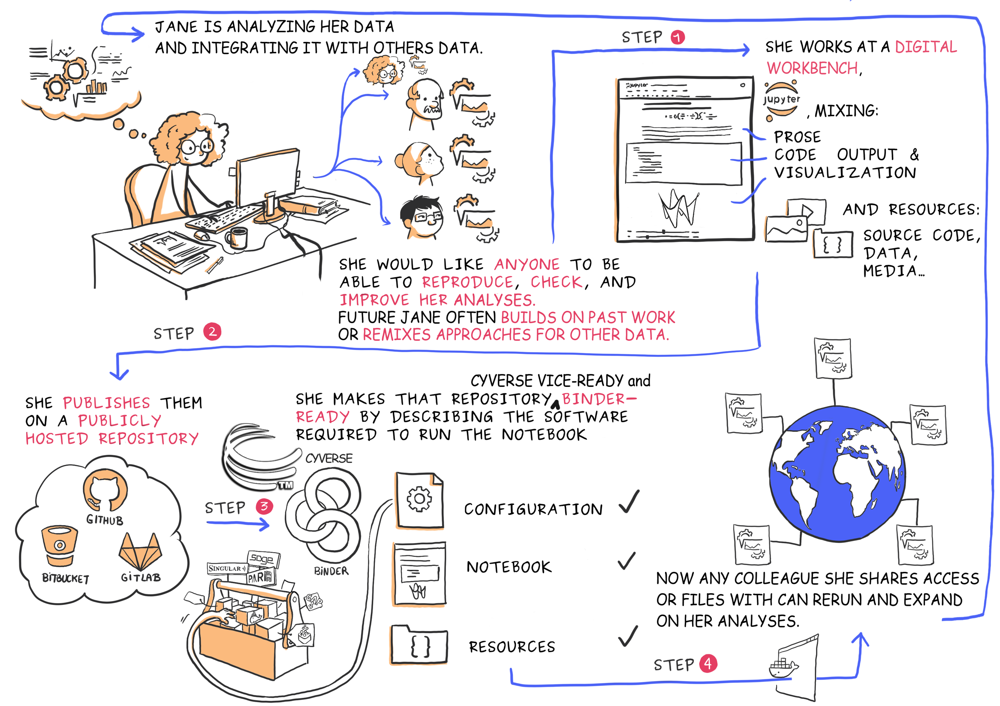 JANE IS ANALYZING HER DATA
AND INTEGRATING IT WITH OTHERS DATA.
SHE WOULD LIKE ANYONE TO BE
ABLE TO REPRODUCE, CHECK, AND
IMPROVE HER ANALYSES.
FUTURE JANE OFTEN BUILDS ON PAST WORK
OR REMIXES APPROACHES FOR OTHER DATA.
STEP 1
SHE WORKS AT A DIGITAL
WORKBENCH,
jupyter
, MIXING:
jupyter
PROSE
CODE OUTPUT &
VISUALIZATION
AND RESOURCES:
SOURCE CODE,
DATA,
MEDIA...
STEP 2
SHE PUBLISHES THEM
ON A PUBLICLY
HOSTED REPOSITORY
GITHUB
BITBUCKET
GITLAB
STEP 3
CYVERSE VICE-READY and
SHE MAKES THAT REPOSITORY BINDER-
READY BY DESCRIBING THE SOFTWARE
REQUIRED TO RUN THE NOTEBOOK
CYVERSE
TM
BINDER
sage
SINGULAR
PARI
GAP
4
CONFIGURATION
NOTEBOOK
RESOURCES
STEP 4
NOW ANY COLLEAGUE SHE SHARES ACCESS
OR FILES WITH CAN RERUN AND EXPAND
ON HER ANALYSES.